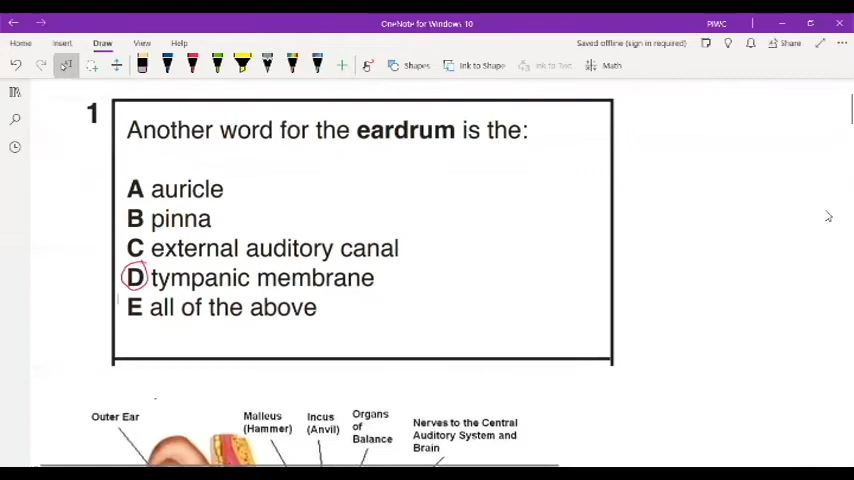 OneNote for Windows 10
PIWC
Home Insert Draw View Help
Saved offline (sign in required)
Share
Shapes
Ink to Shape
Ink to Text
Math
1
Another word for the eardrum is the:
A auricle
B pinna
C external auditory canal
D tympanic membrane
E all of the above
Outer Ear
Malleus
(Hammer)
Incus
(Anvil)
Organs
of
Balance
Nerves to the Central
Auditory System and
Brain